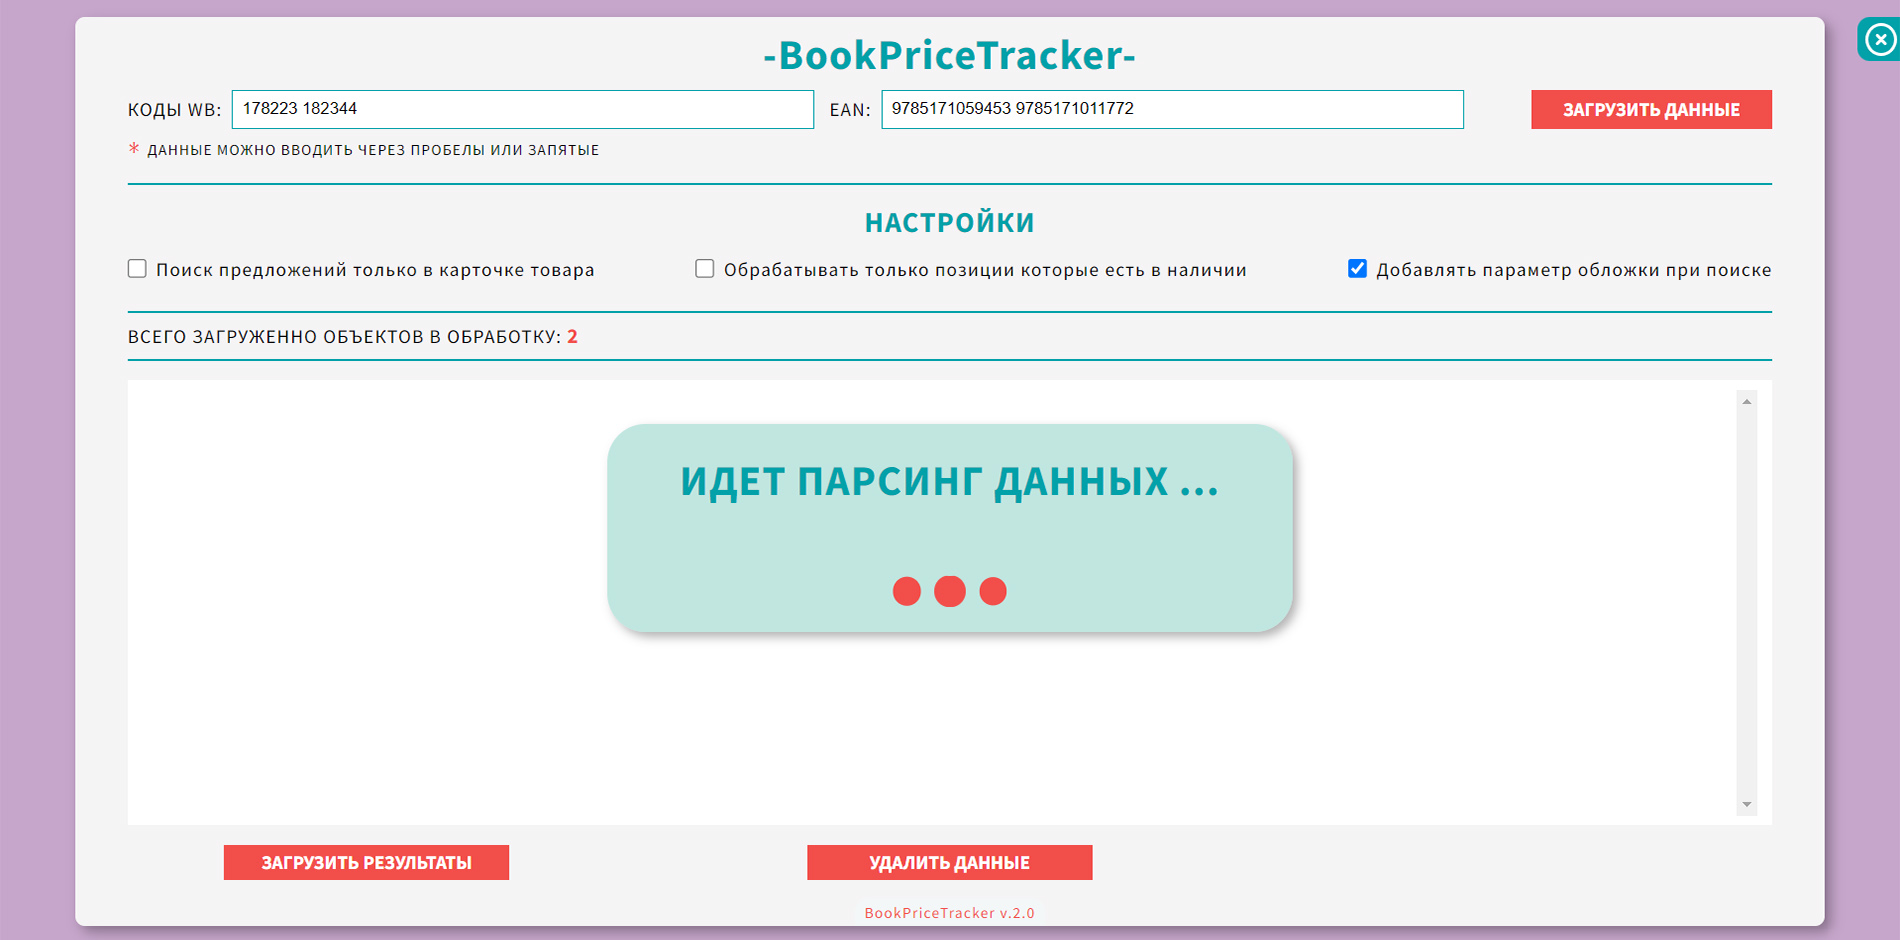 -BookPriceTracker-
КОДЫ WB: 178223 182344 EAN: 9785171059453 9785171011772 ЗАГРУЗИТЬ ДАННЫЕ
* ДАННЫЕ МОЖНО ВВОДИТЬ ЧЕРЕЗ ПРОБЕЛЫ ИЛИ ЗАПЯТЫЕ
НАСТРОЙКИ
Поиск предложений только в карточке товара Обрабатывать только позиции которые есть в наличии Добавлять параметр обложки при поиске
ВСЕГО ЗАГРУЖЕННО ОБЪЕКТОВ В ОБРАБОТКУ: 2
ИДЕТ ПАРСИНГ ДАННЫХ ...
ЗАГРУЗИТЬ РЕЗУЛЬТАТЫ УДАЛИТЬ ДАННЫЕ
BookPriceTracker v.2.0